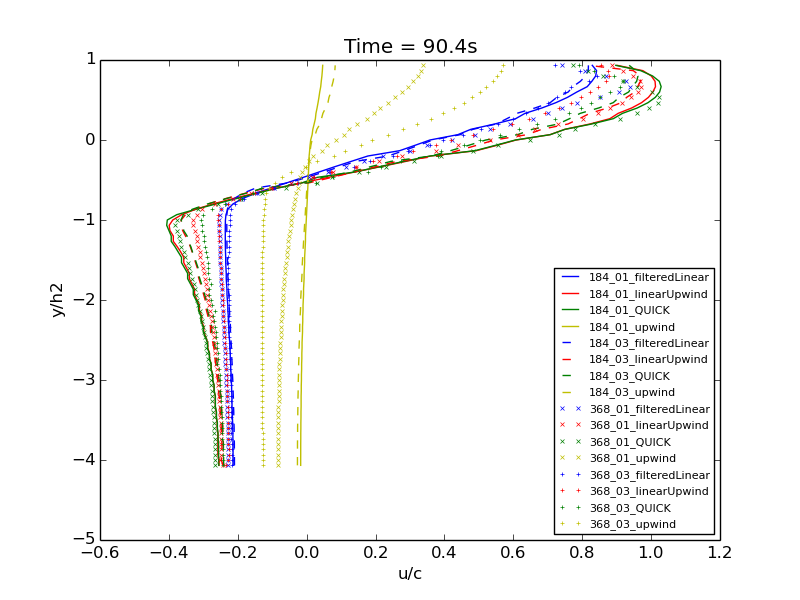 Time = 90.4s
1
0
−1
−2
−3
−4
−5
y/h2
−0.6 −0.4 −0.2 0.0 0.2 0.4 0.6 0.8 1.0 1.2
u/c
184_01_filteredLinear
184_01_linearUpwind
184_01_QUICK
184_01_upwind
184_03_filteredLinear
184_03_linearUpwind
184_03_QUICK
184_03_upwind
368_01_filteredLinear
368_01_linearUpwind
368_01_QUICK
368_01_upwind
368_03_filteredLinear
368_03_linearUpwind
368_03_QUICK
368_03_upwind